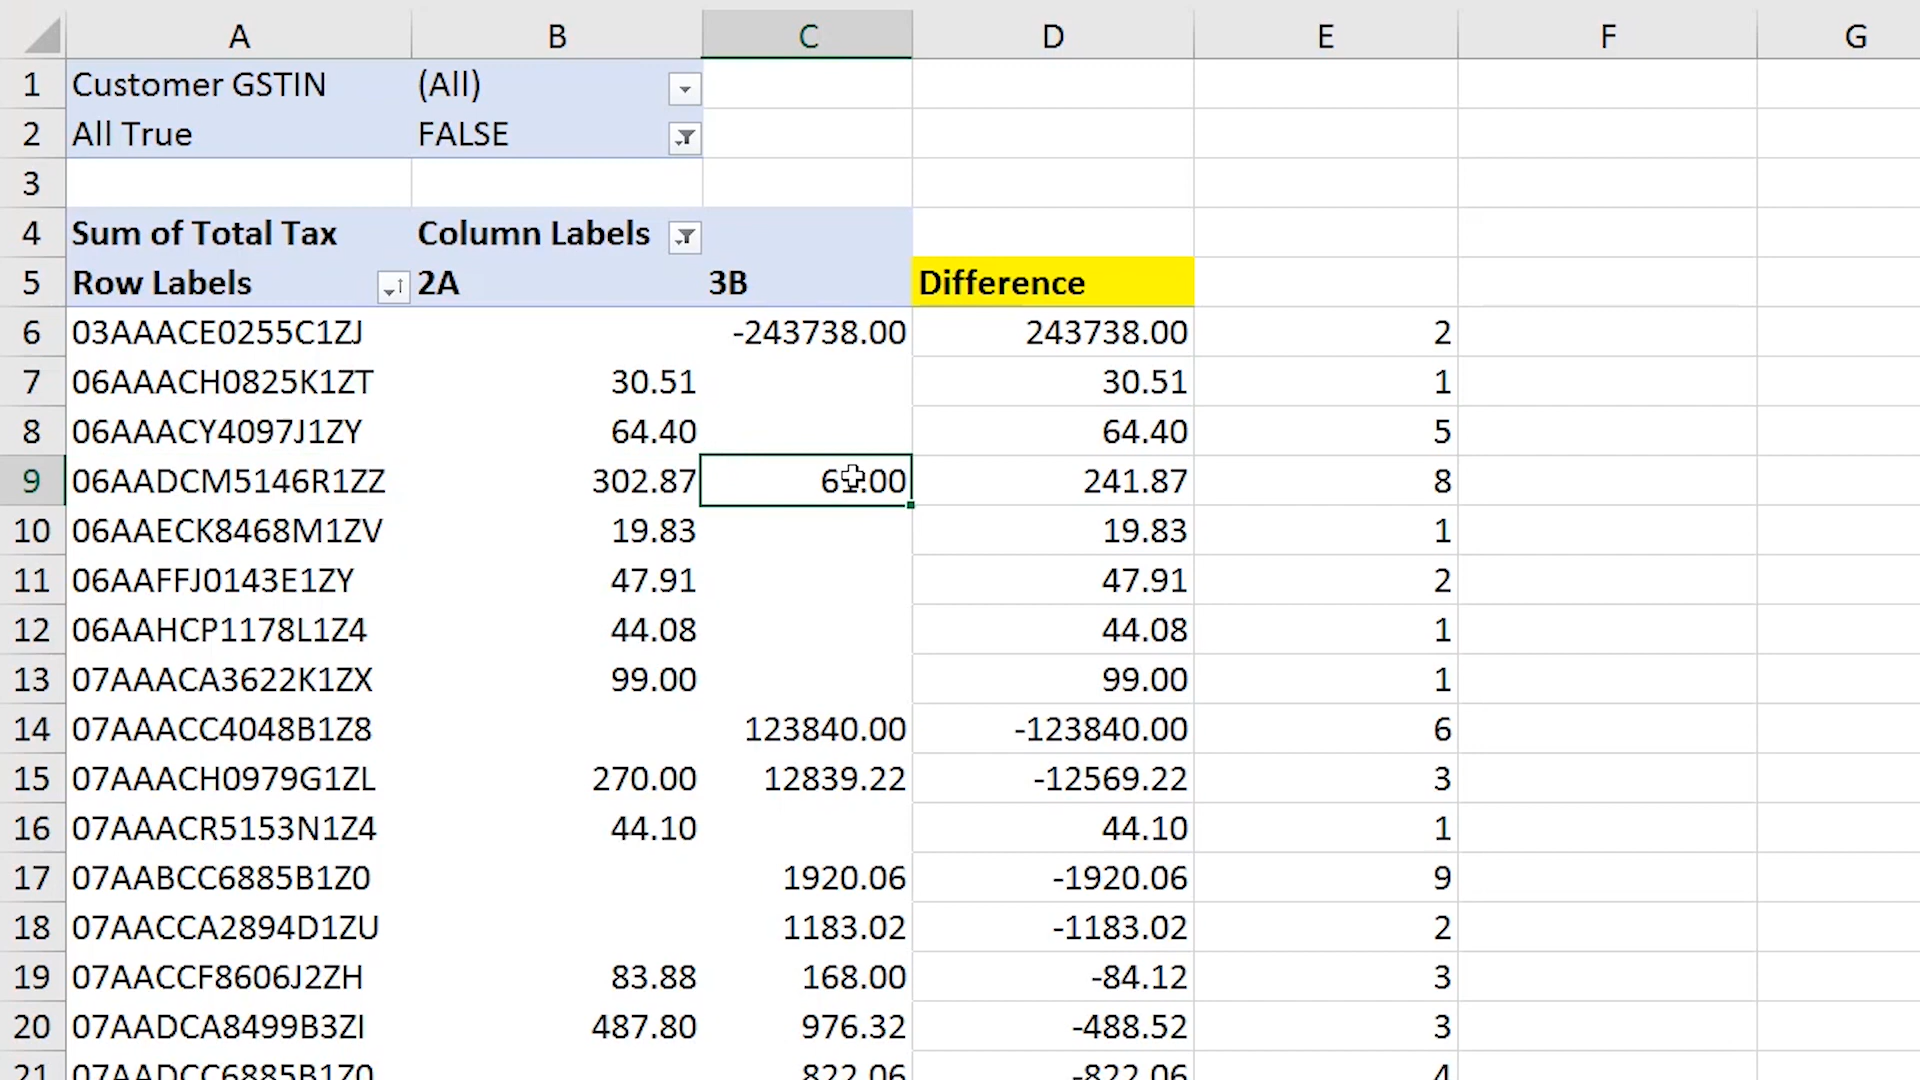 A B C D E F G
1 Customer GSTIN (All)
2 All True FALSE
3
4 Sum of Total Tax Column Labels
5 Row Labels 2A 3B Difference
6 03AAACE0255C1ZJ -243738.00 243738.00 2
7 06AAACH0825K1ZT 30.51 30.51 1
8 06AAACY4097J1ZY 64.40 64.40 5
9 06AADCM5146R1ZZ 302.87 61.00 241.87 8
10 06AAECK8468M1ZV 19.83 19.83 1
11 06AAFFJ0143E1ZY 47.91 47.91 2
12 06AAHCP1178L1Z4 44.08 44.08 1
13 07AAACA3622K1ZX 99.00 99.00 1
14 07AAACC4048B1Z8 123840.00 -123840.00 6
15 07AAACH0979G1ZL 270.00 12839.22 -12569.22 3
16 07AAACR5153N1Z4 44.10 44.10 1
17 07AABCC6885B1Z0 1920.06 -1920.06 9
18 07AACCA2894D1ZU 1183.02 -1183.02 2
19 07AACCF8606J2ZH 83.88 168.00 -84.12 3
20 07AADCA8499B3ZI 487.80 976.32 -488.52 3
21 07AADCC6885B1Z0 822.06 -822.06 4